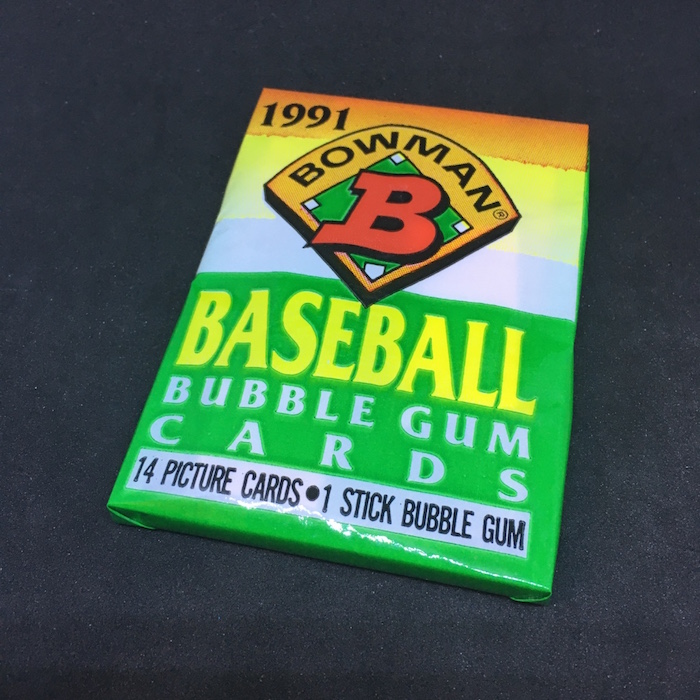 1991
BOWMAN®
B
BASEBALL
BUBBLE GUM
CARDS
14 PICTURE CARDS • 1 STICK BUBBLE GUM